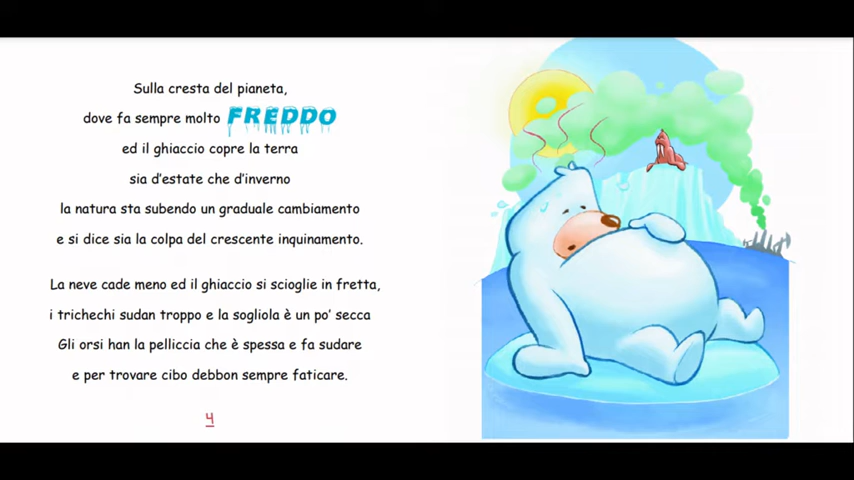 Sulla cresta del pianeta,
dove fa sempre molto FREDDO
ed il ghiaccio copre la terra
sia d'estate che d'inverno
la natura sta subendo un graduale cambiamento
e si dice sia la colpa del crescente inquinamento.
La neve cade meno ed il ghiaccio si scioglie in fretta,
i trichechi sudan troppo e la sogliola è un po' secca
Gli orsi han la pelliccia che è spessa e fa sudare
e per trovare cibo debbon sempre faticare.
4